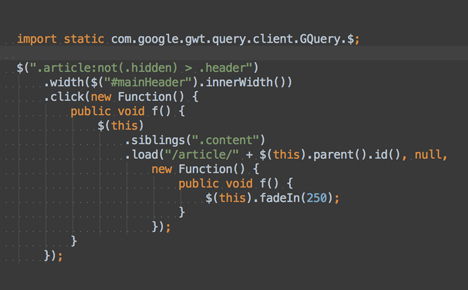 import static com.google.gwt.query.client.GQuery.$;
$(".article:not(.hidden) > .header")
.width($("#mainHeader").innerWidth())
.click(new Function() {
public void f() {
$(this)
.siblings(".content")
.load("/article/" + $(this).parent().id(), null,
new Function() {
public void f() {
$(this).fadeIn(250);
}
});
}
});